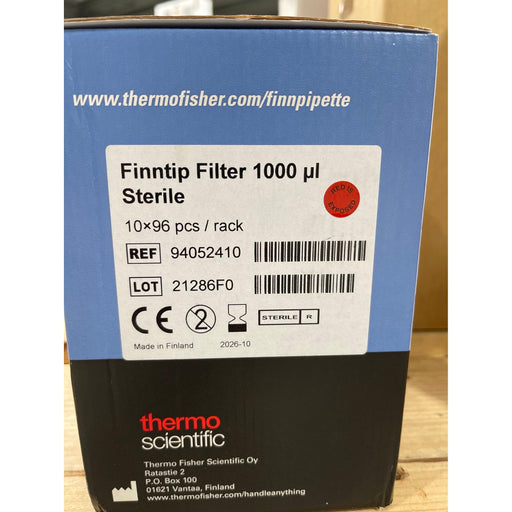 www.thermofisher.com/finnpipette
Finntip Filter 1000 µl
Sterile
10×96 pcs / rack
RED IS
EXPOSED
REF 94052410
LOT 21286F0
CE 2 STERILE R
Made in Finland 2026-10
thermo
scientific
Thermo Fisher Scientific Oy
Ratastie 2
P.O. Box 100
01621 Vantaa, Finland
www.thermofisher.com/handleanything